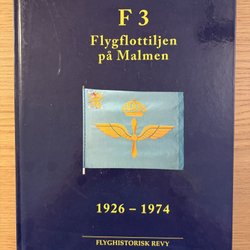 F 3
Flygflottiljen
på Malmen
1926 – 1974
FLYGHISTORISK REVY